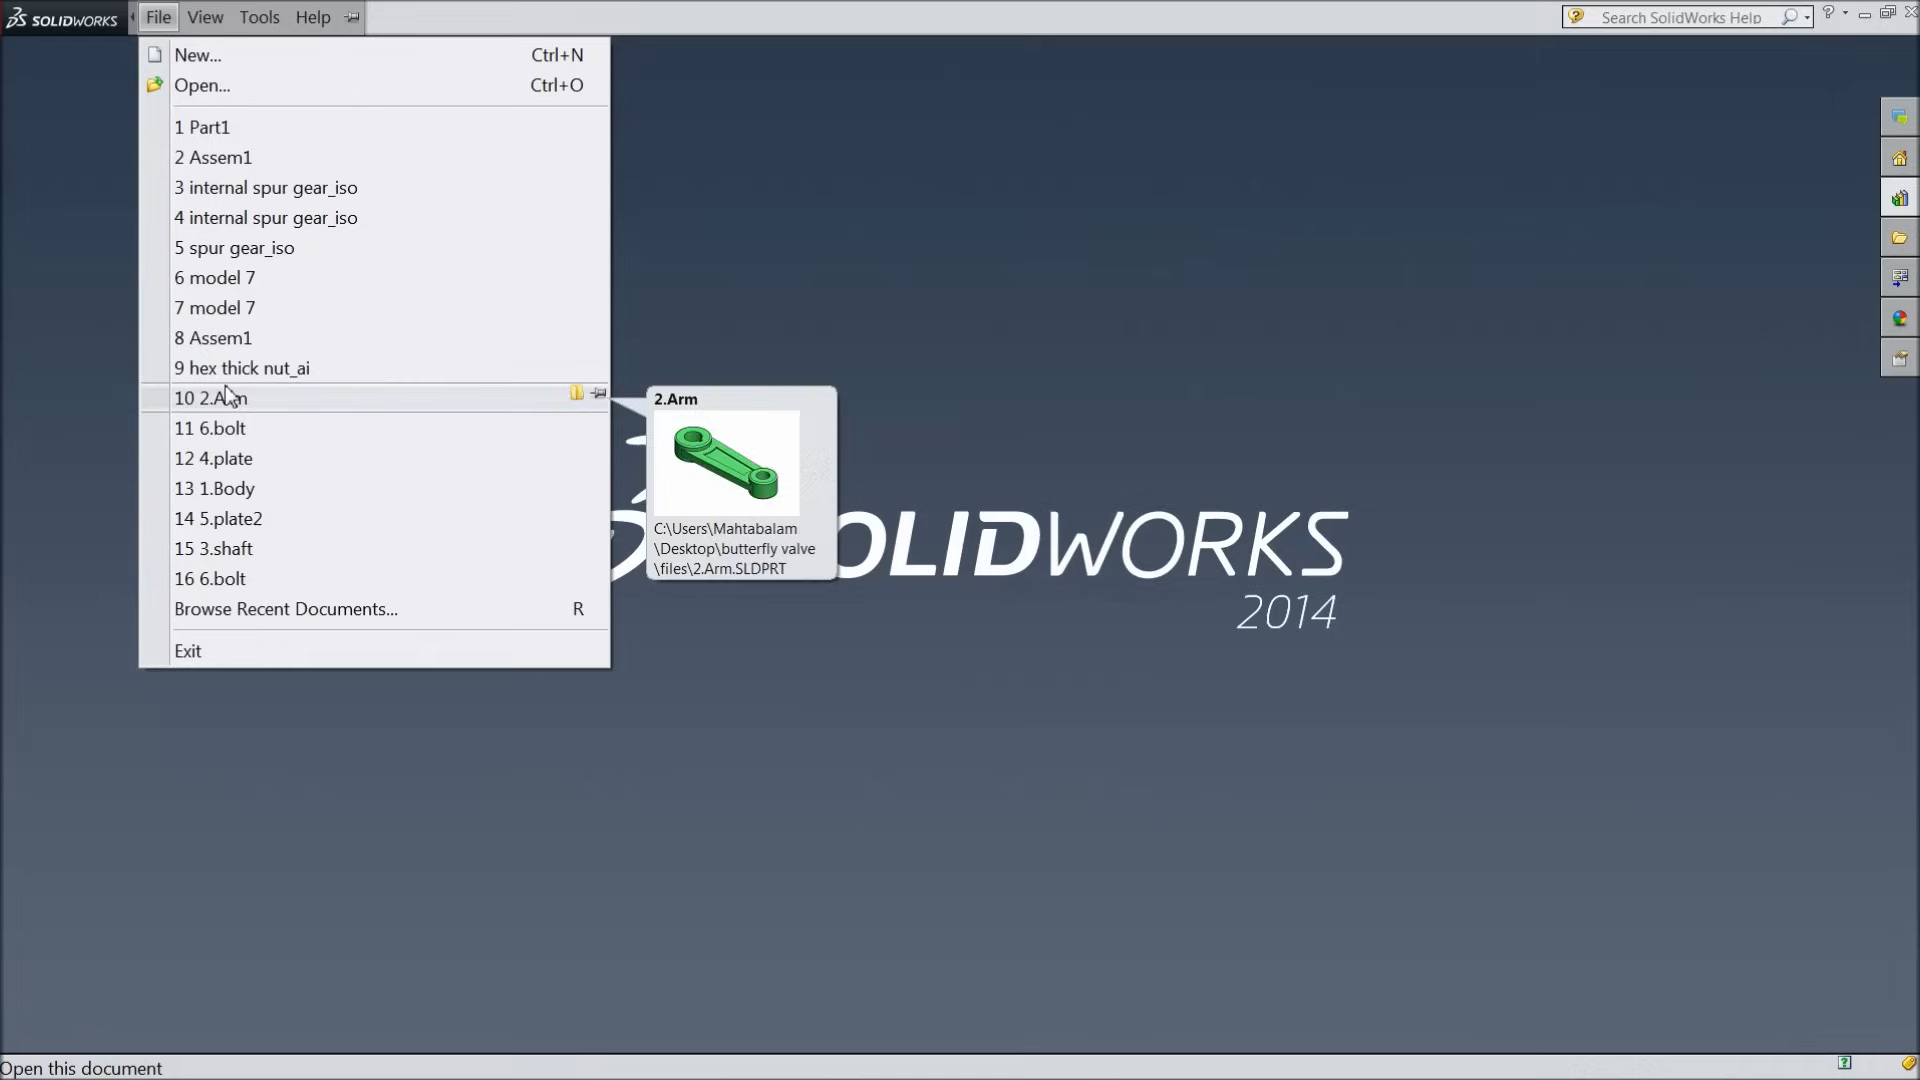 SOLIDWORKS File View Tools Help Search SolidWorks Help
New... Ctrl+N
Open... Ctrl+O
1 Part1
2 Assem1
3 internal spur gear_iso
4 internal spur gear_iso
5 spur gear_iso
6 model 7
7 model 7
8 Assem1
9 hex thick nut_ai
10 2.Arm
11 6.bolt
12 4.plate
13 1.Body
14 5.plate2
15 3.shaft
16 6.bolt
Browse Recent Documents... R
Exit
2.Arm
C:\Users\Mahtabalam
\Desktop\butterfly valve
\files\2.Arm.SLDPRT
SOLIDWORKS
2014
Open this document